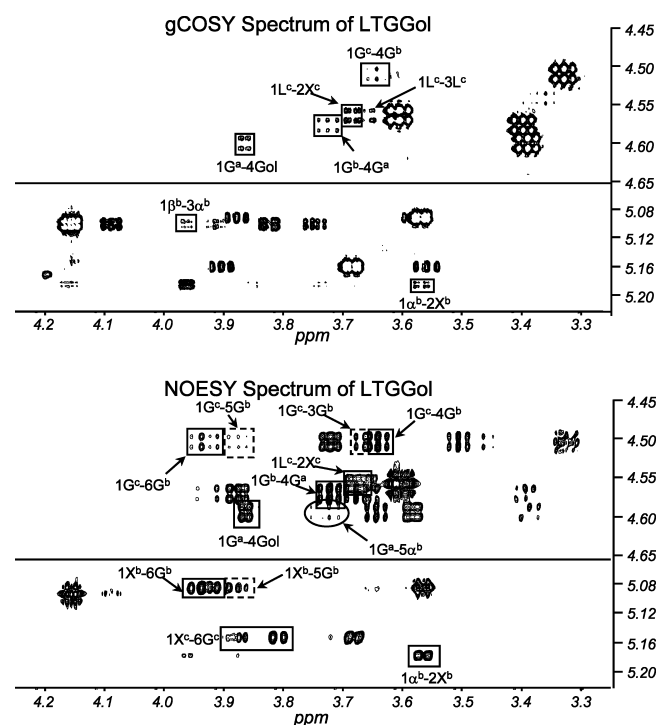 gCOSY Spectrum of LTGGol
1Gᶜ-4Gᵇ
1Lᶜ-2Xᶜ
1Lᶜ-3Lᶜ
1Gᵃ-4Gol
1Gᵇ-4Gᵃ
4.45
4.50
4.55
4.60
4.65
1βᵇ-3αᵇ
1αᵇ-2Xᵇ
5.08
5.12
5.16
5.20
4.2 4.1 4.0 3.9 3.8 3.7 3.6 3.5 3.4 3.3
ppm
NOESY Spectrum of LTGGol
1Gᶜ-5Gᵇ
1Gᶜ-3Gᵇ
1Gᶜ-4Gᵇ
1Lᶜ-2Xᶜ
1Gᶜ-6Gᵇ
1Gᵇ-4Gᵃ
1Gᵃ-4Gol
1Gᵃ-5αᵇ
4.45
4.50
4.55
4.60
4.65
1Xᵇ-6Gᵇ
1Xᵇ-5Gᵇ
1Xᶜ-6Gᶜ
1αᵇ-2Xᵇ
5.08
5.12
5.16
5.20
4.2 4.1 4.0 3.9 3.8 3.7 3.6 3.5 3.4 3.3
ppm